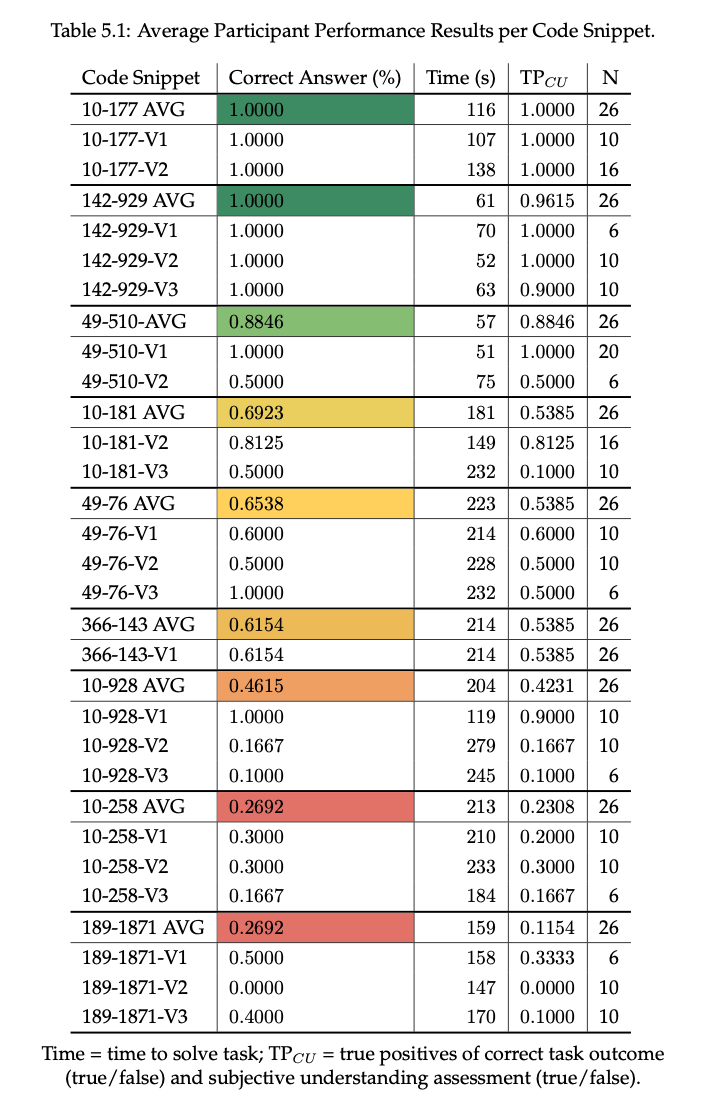 Table 5.1: Average Participant Performance Results per Code Snippet.
Code Snippet Correct Answer (%) Time (s) TP_CU N
10-177 AVG 1.0000 116 1.0000 26
10-177-V1 1.0000 107 1.0000 10
10-177-V2 1.0000 138 1.0000 16
142-929 AVG 1.0000 61 0.9615 26
142-929-V1 1.0000 70 1.0000 6
142-929-V2 1.0000 52 1.0000 10
142-929-V3 1.0000 63 0.9000 10
49-510-AVG 0.8846 57 0.8846 26
49-510-V1 1.0000 51 1.0000 20
49-510-V2 0.5000 75 0.5000 6
10-181 AVG 0.6923 181 0.5385 26
10-181-V2 0.8125 149 0.8125 16
10-181-V3 0.5000 232 0.1000 10
49-76 AVG 0.6538 223 0.5385 26
49-76-V1 0.6000 214 0.6000 10
49-76-V2 0.5000 228 0.5000 10
49-76-V3 1.0000 232 0.5000 6
366-143 AVG 0.6154 214 0.5385 26
366-143-V1 0.6154 214 0.5385 26
10-928 AVG 0.4615 204 0.4231 26
10-928-V1 1.0000 119 0.9000 10
10-928-V2 0.1667 279 0.1667 10
10-928-V3 0.1000 245 0.1000 6
10-258 AVG 0.2692 213 0.2308 26
10-258-V1 0.3000 210 0.2000 10
10-258-V2 0.3000 233 0.3000 10
10-258-V3 0.1667 184 0.1667 6
189-1871 AVG 0.2692 159 0.1154 26
189-1871-V1 0.5000 158 0.3333 6
189-1871-V2 0.0000 147 0.0000 10
189-1871-V3 0.4000 170 0.1000 10
Time = time to solve task; TP_CU = true positives of correct task outcome
(true/false) and subjective understanding assessment (true/false).